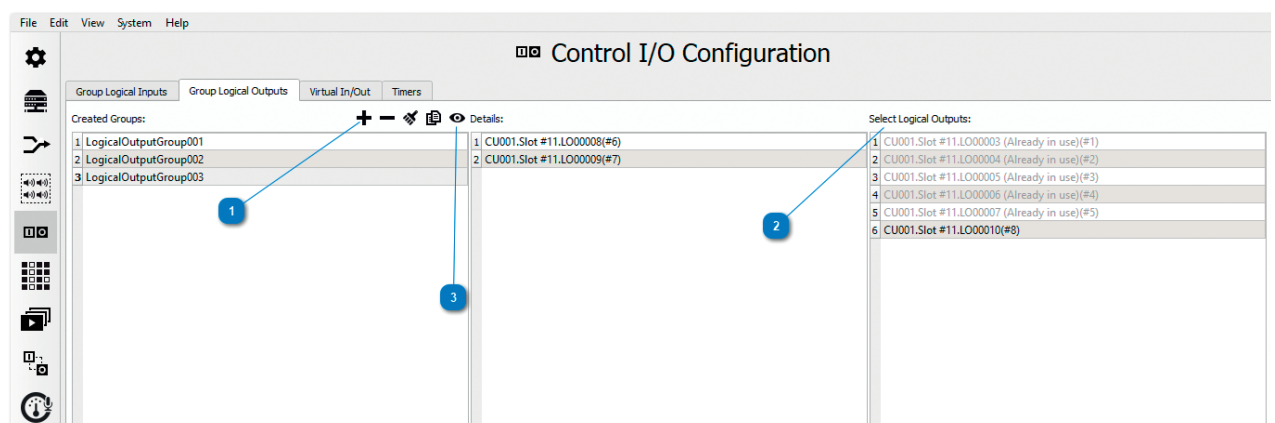 File Edit View System Help
Control I/O Configuration
Group Logical Inputs Group Logical Outputs Virtual In/Out Timers
Created Groups: Details: Select Logical Outputs:
1 LogicalOutputGroup001 1 CU001.Slot #11.LO00008(#6) 1 CU001.Slot #11.LO00003 (Already in use)(#1)
2 LogicalOutputGroup002 2 CU001.Slot #11.LO00009(#7) 2 CU001.Slot #11.LO00004 (Already in use)(#2)
3 LogicalOutputGroup003 3 CU001.Slot #11.LO00005 (Already in use)(#3)
4 CU001.Slot #11.LO00006 (Already in use)(#4)
1 5 CU001.Slot #11.LO00007 (Already in use)(#5)
2 6 CU001.Slot #11.LO00010(#8)
3